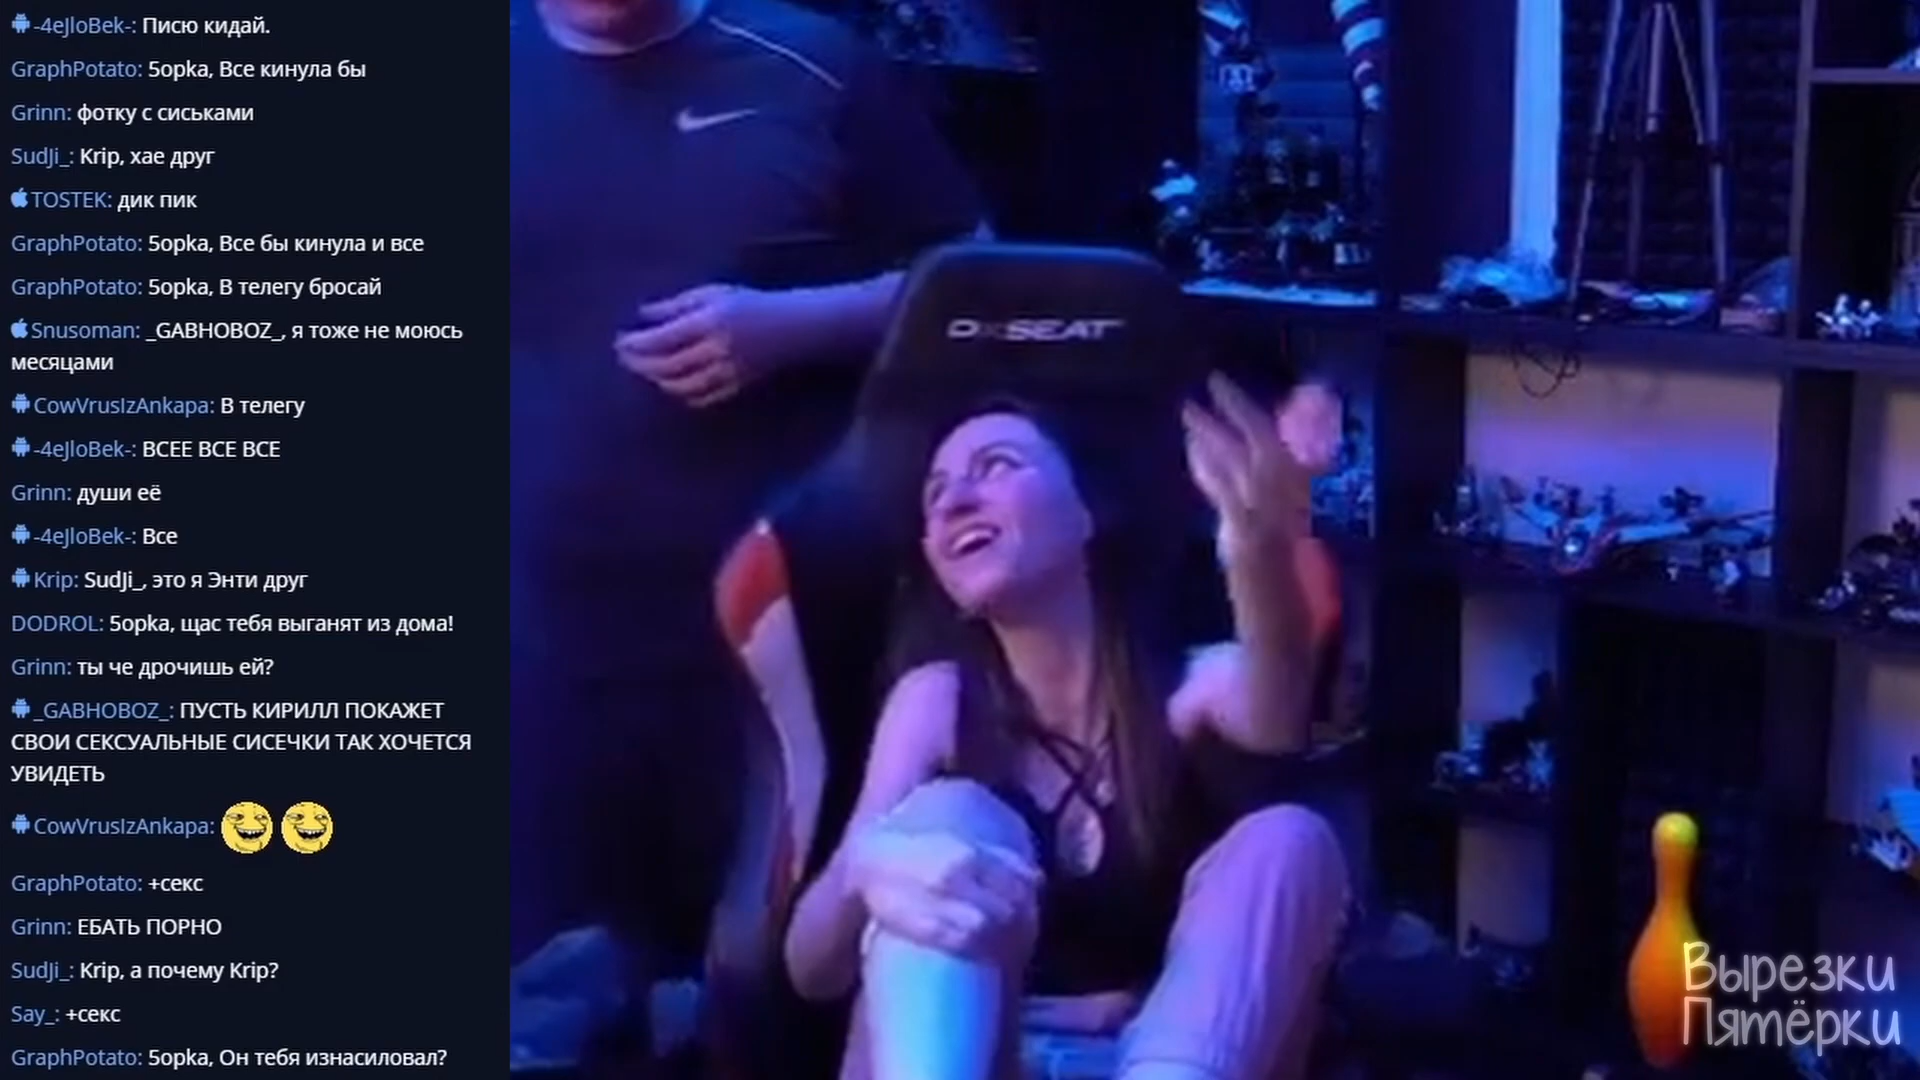 -4eJloBek-: Писю кидай.
GraphPotato: 5opka, Все кинула бы
Grinn: фотку с сиськами
SudJi_: Krip, хае друг
TOSTEK: дик пик
GraphPotato: 5opka, Все бы кинула и все
GraphPotato: 5opka, В телегу бросай
Snusoman: _GABHOBOZ_, я тоже не моюсь
месяцами
CowVrusIzAnkapa: В телегу
-4eJloBek-: ВСЕЕ ВСЕ ВСЕ
Grinn: души её
-4eJloBek-: Все
Krip: SudJi_, это я Энти друг
DODROL: 5opka, щас тебя выганят из дома!
Grinn: ты че дрочишь ей?
_GABHOBOZ_: ПУСТЬ КИРИЛЛ ПОКАЖЕТ
СВОИ СЕКСУАЛЬНЫЕ СИСЕЧКИ ТАК ХОЧЕТСЯ
УВИДЕТЬ
CowVrusIzAnkapa:
GraphPotato: +секс
Grinn: ЕБАТЬ ПОРНО
SudJi_: Krip, а почему Krip?
Say_: +секс
GraphPotato: 5opka, Он тебя изнасиловал?
DXSEAT
Вырезки
Пятёрки